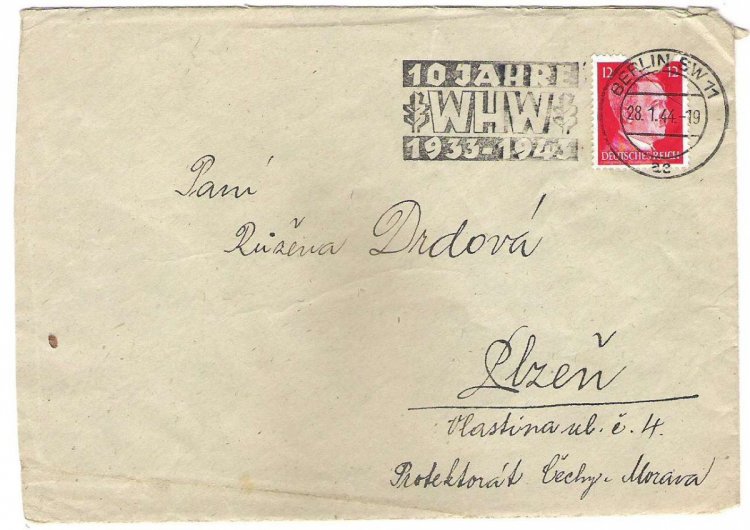 10 JAHRE
WHW
1933-1943
12 12
DEUTSCHES REICH
BERLIN SW 11
28.1.44.-19
Paní
Růžena Drdová
Plzeň
Vlastina ul. č. 4.
Protektorát Čechy-Morava